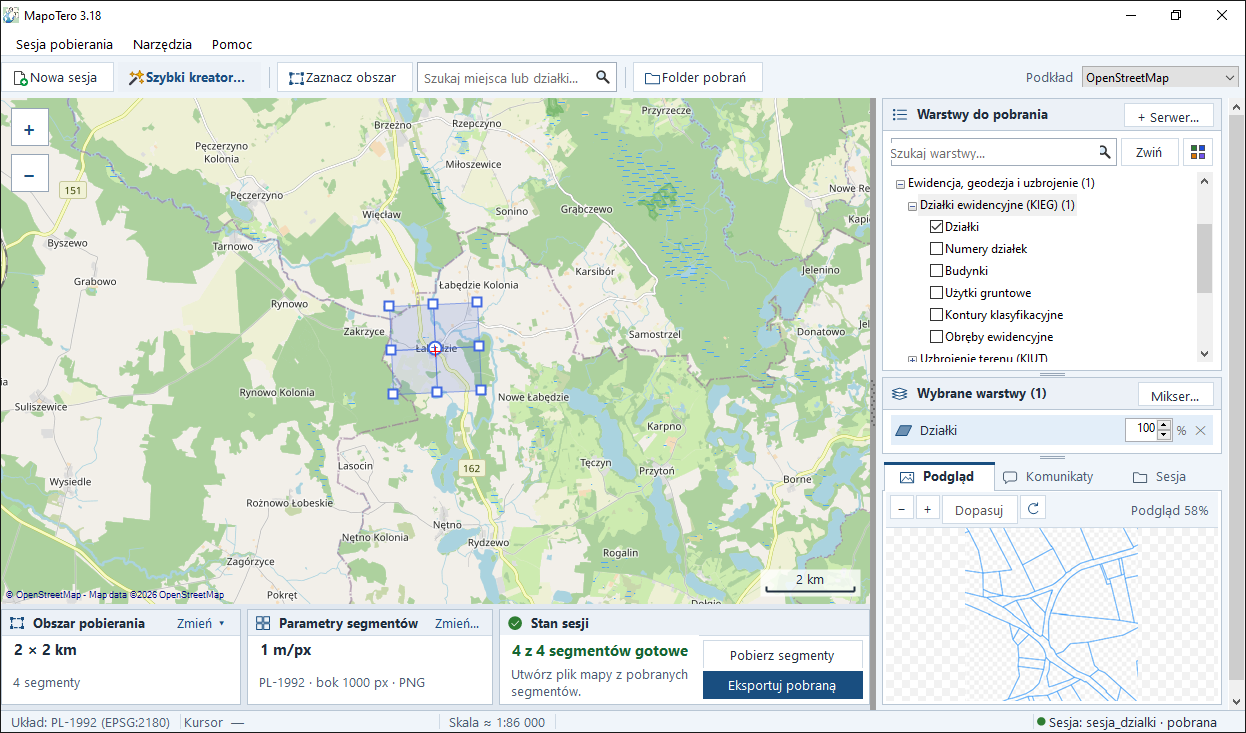 MapoTero 3.18
Sesja pobierania Narzędzia Pomoc
Nowa sesja Szybki kreator... Zaznacz obszar Szukaj miejsca lub działki... Folder pobrań Podkład OpenStreetMap
+
−
151
Brzeżno
Rzepczyno
Przyrzecze
Pęczerzyno
Kolonia
Miłoszewice
Pęczerzyno
Sonino
Grąbczewo
Nowe Re
Więcław
Kapi
Byszewo
Tarnowo
Grabowo
Karsibór
Jelenino
Łabędzie Kolonia
Rynowo
Zakrzyce
Samostrzel
Donatowo
Jel
Łabędzie
ia
Rynowo Kolonia
Nowe Łabędzie
Suliszewice
Karpno
Lasocin
162
Tęczyn
Przytoń
Wysiedle
Borne
Rożnowo Łobeskie
Nętno
Nętno Kolonia
Rydzewo
Rogalin
Zagórzyce
2 km
© OpenStreetMap - Map data ©2026 OpenStreetMap
Pokręt
Dołgie
Warstwy do pobrania + Serwer...
Szukaj warstwy... Zwiń
Ewidencja, geodezja i uzbrojenie (1)
Działki ewidencyjne (KIEG) (1)
Działki
Numery działek
Budynki
Użytki gruntowe
Kontury klasyfikacyjne
Obręby ewidencyjne
Uzbrojenie terenu (KIUT)
Wybrane warstwy (1) Mikser...
Działki 100 %
Podgląd Komunikaty Sesja
− + Dopasuj Podgląd 58%
Obszar pobierania Zmień
2 × 2 km
4 segmenty
Parametry segmentów Zmień...
1 m/px
PL-1992 · bok 1000 px · PNG
Stan sesji
4 z 4 segmentów gotowe
Utwórz plik mapy z pobranych
segmentów.
Pobierz segmenty
Eksportuj pobraną
Układ: PL-1992 (EPSG:2180) Kursor — Skala ≈ 1:86 000 Sesja: sesja_dzialki · pobrana